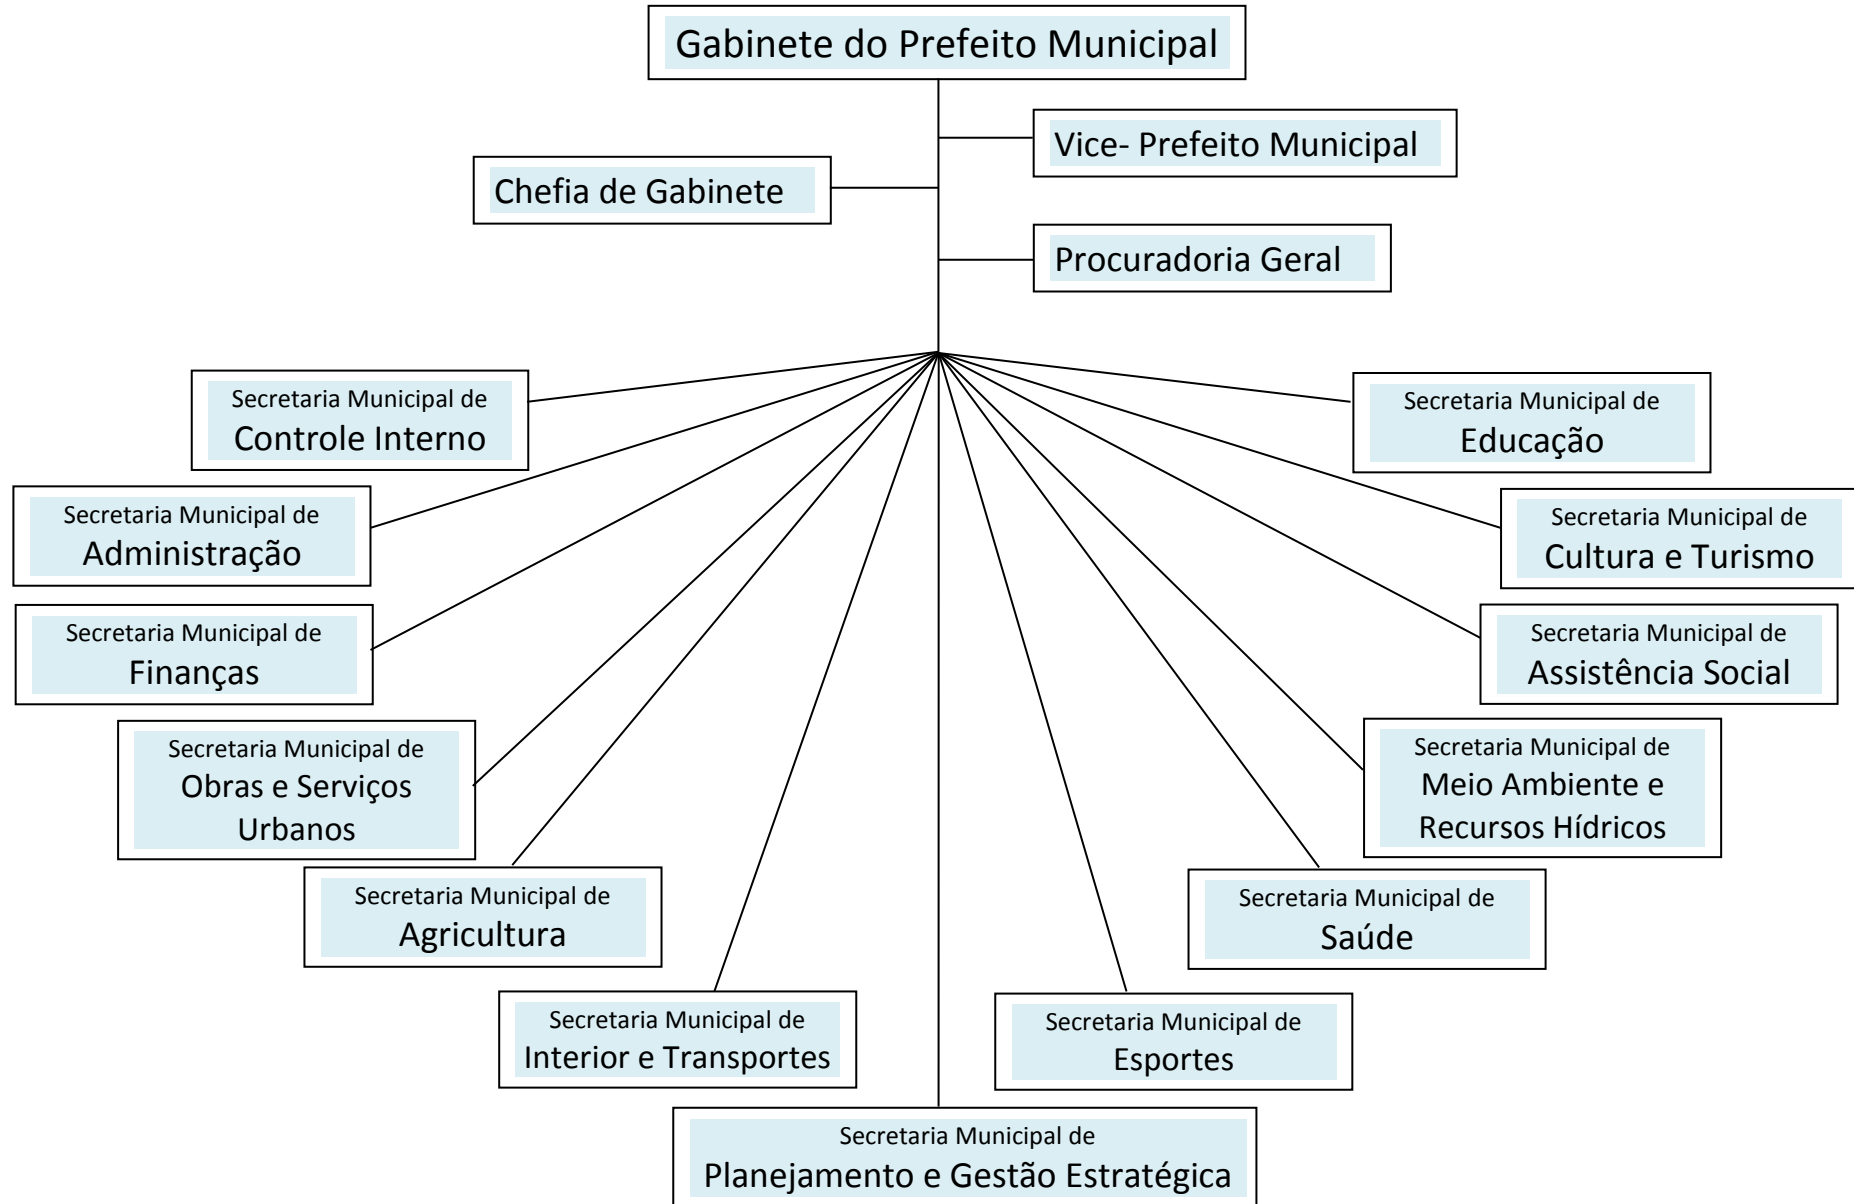 Gabinete do Prefeito Municipal
Vice- Prefeito Municipal
Chefia de Gabinete
Procuradoria Geral
Secretaria Municipal de
Controle Interno
Secretaria Municipal de
Educação
Secretaria Municipal de
Administração
Secretaria Municipal de
Cultura e Turismo
Secretaria Municipal de
Finanças
Secretaria Municipal de
Assistência Social
Secretaria Municipal de
Obras e Serviços
Urbanos
Secretaria Municipal de
Meio Ambiente e
Recursos Hídricos
Secretaria Municipal de
Agricultura
Secretaria Municipal de
Saúde
Secretaria Municipal de
Interior e Transportes
Secretaria Municipal de
Esportes
Secretaria Municipal de
Planejamento e Gestão Estratégica